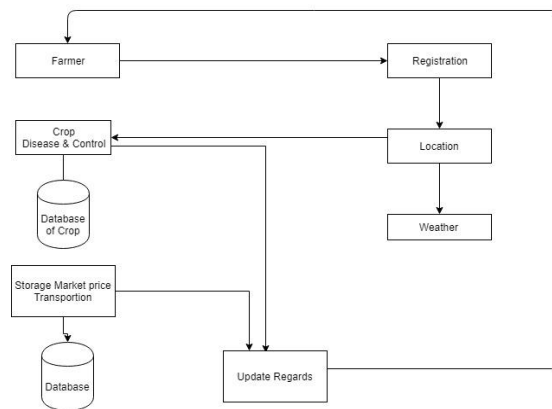 Farmer
Registration
Crop
Disease & Control
Location
Database
of Crop
Weather
Storage Market price
Transportion
Database
Update Regards